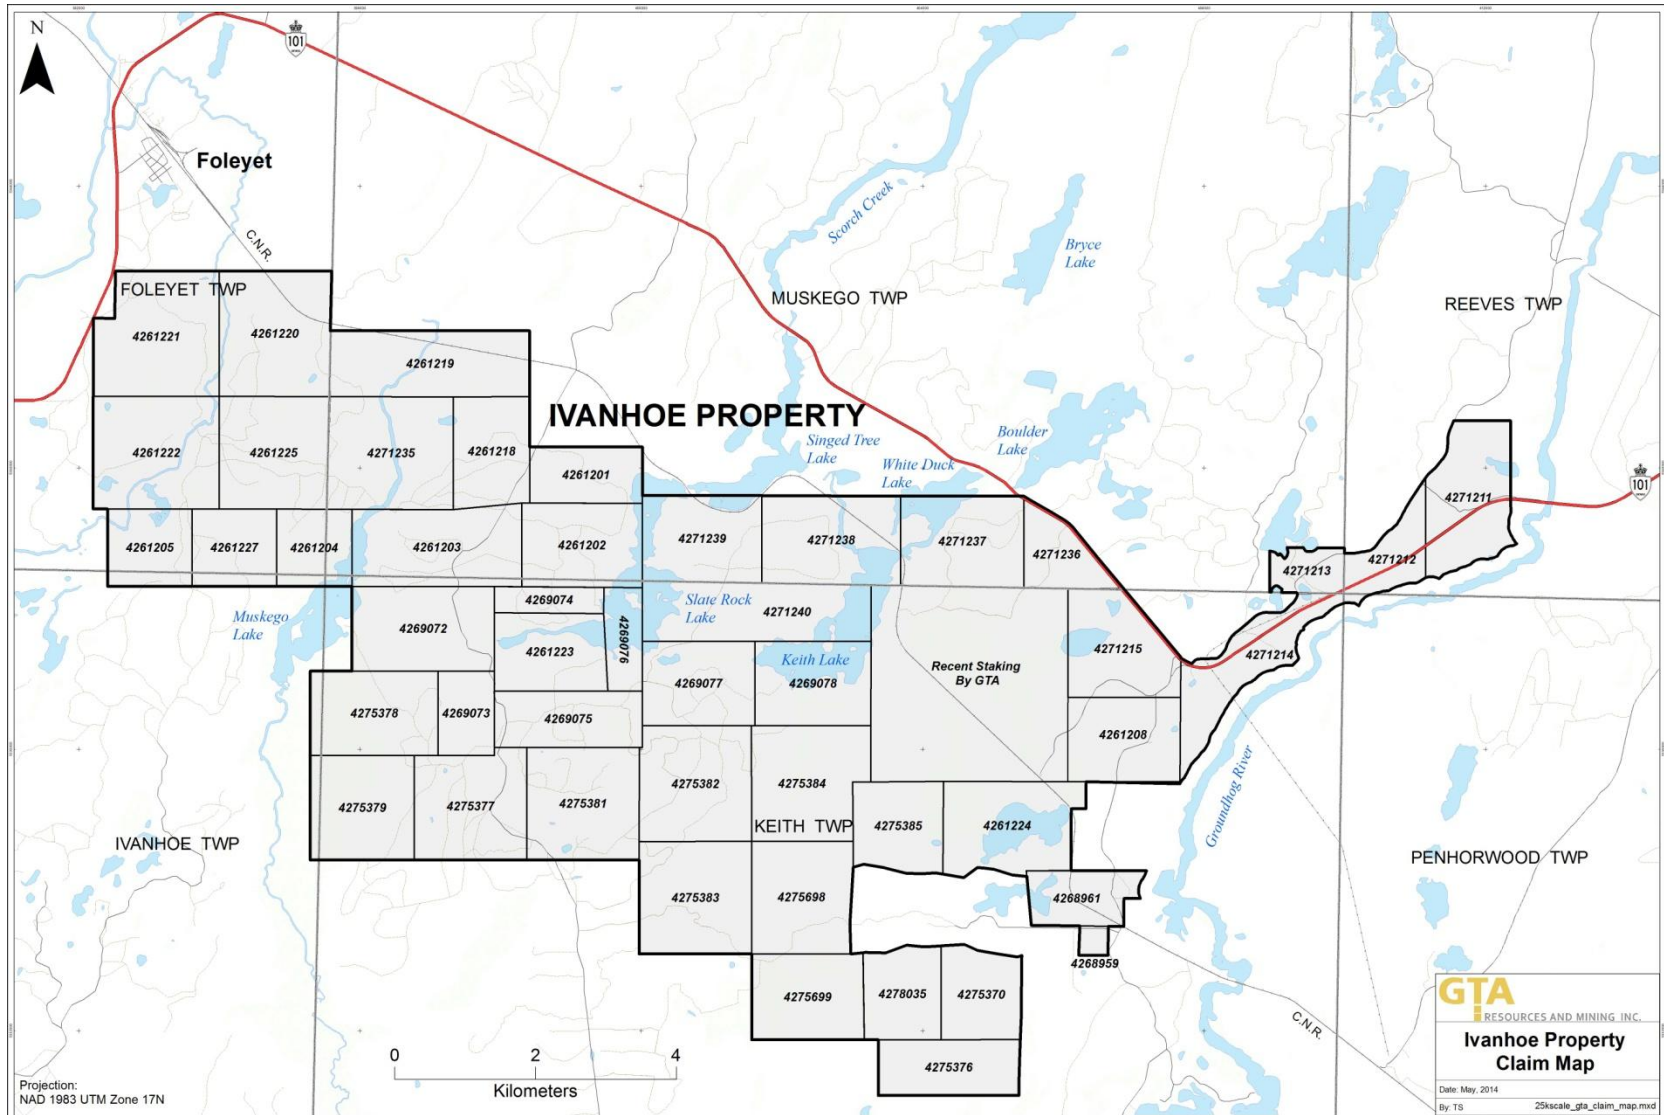 N
101
Foleyet
C.N.R.
Scorch Creek
Bryce
Lake
FOLEYET TWP
MUSKEGO TWP
REEVES TWP
4261221
4261220
4261219
IVANHOE PROPERTY
4261222
4261225
4271235
4261218
4261201
Singed Tree
Lake
White Duck
Lake
Boulder
Lake
101
4271211
4261205
4261227
4261204
4261203
4261202
4271239
4271238
4271237
4271236
4271213
4271212
Muskego
Lake
4269072
4269074
4261223
4269076
Slate Rock
Lake
4271240
Keith Lake
4269077
4269078
Recent Staking
By GTA
4271215
4271214
4275378
4269073
4269075
4261208
Groundhog River
4275379
4275377
4275381
4275382
4275384
KEITH TWP
4275385
4261224
IVANHOE TWP
PENHORWOOD TWP
4275383
4275698
4268961
4268959
4275699
4278035
4275370
4275376
C.N.R.
0 2 4
Kilometers
Projection:
NAD 1983 UTM Zone 17N
GTA
RESOURCES AND MINING INC.
Ivanhoe Property
Claim Map
Date: May, 2014
By: TS 25kscale_gta_claim_map.mxd